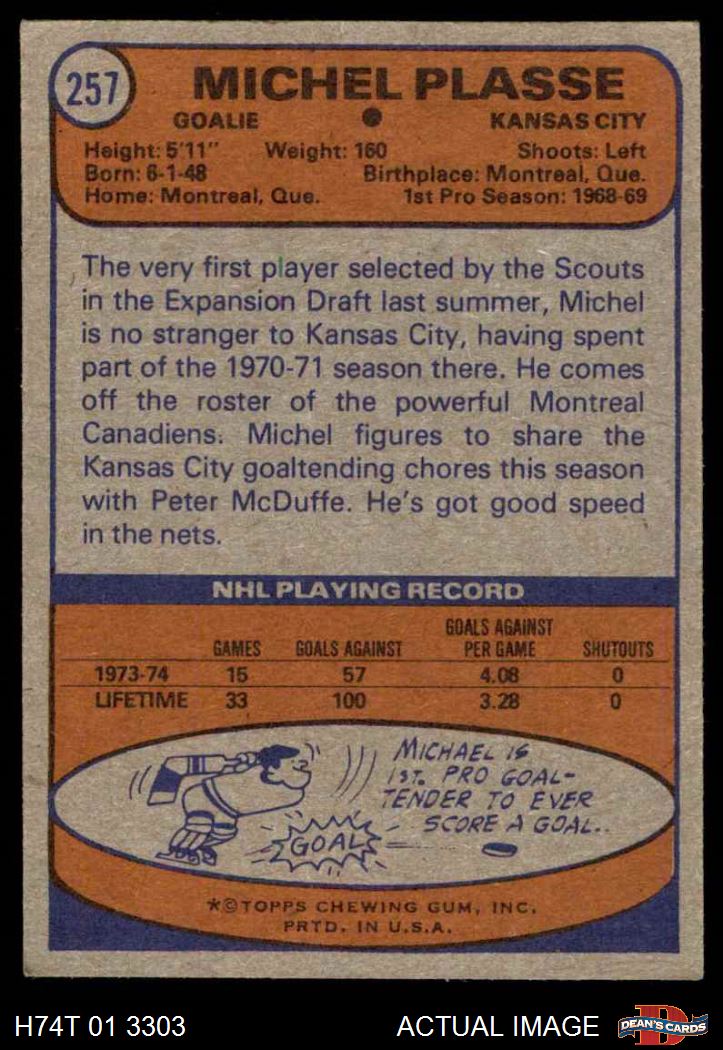 257
MICHEL PLASSE
GOALIE ● KANSAS CITY
Height: 5'11" Weight: 160 Shoots: Left
Born: 6-1-48 Birthplace: Montreal, Que.
Home: Montreal, Que. 1st Pro Season: 1968-69
The very first player selected by the Scouts
in the Expansion Draft last summer, Michel
is no stranger to Kansas City, having spent
part of the 1970-71 season there. He comes
off the roster of the powerful Montreal
Canadiens. Michel figures to share the
Kansas City goaltending chores this season
with Peter McDuffe. He's got good speed
in the nets.
NHL PLAYING RECORD
GAMES GOALS AGAINST GOALS AGAINST PER GAME SHUTOUTS
1973-74 15 57 4.08 0
LIFETIME 33 100 3.28 0
MICHAEL IS
1ST. PRO GOAL-
TENDER TO EVER
SCORE A GOAL..
GOAL
*©TOPPS CHEWING GUM, INC.
PRTD. IN U.S.A.
H74T 01 3303 ACTUAL IMAGE D DEAN'S CARDS